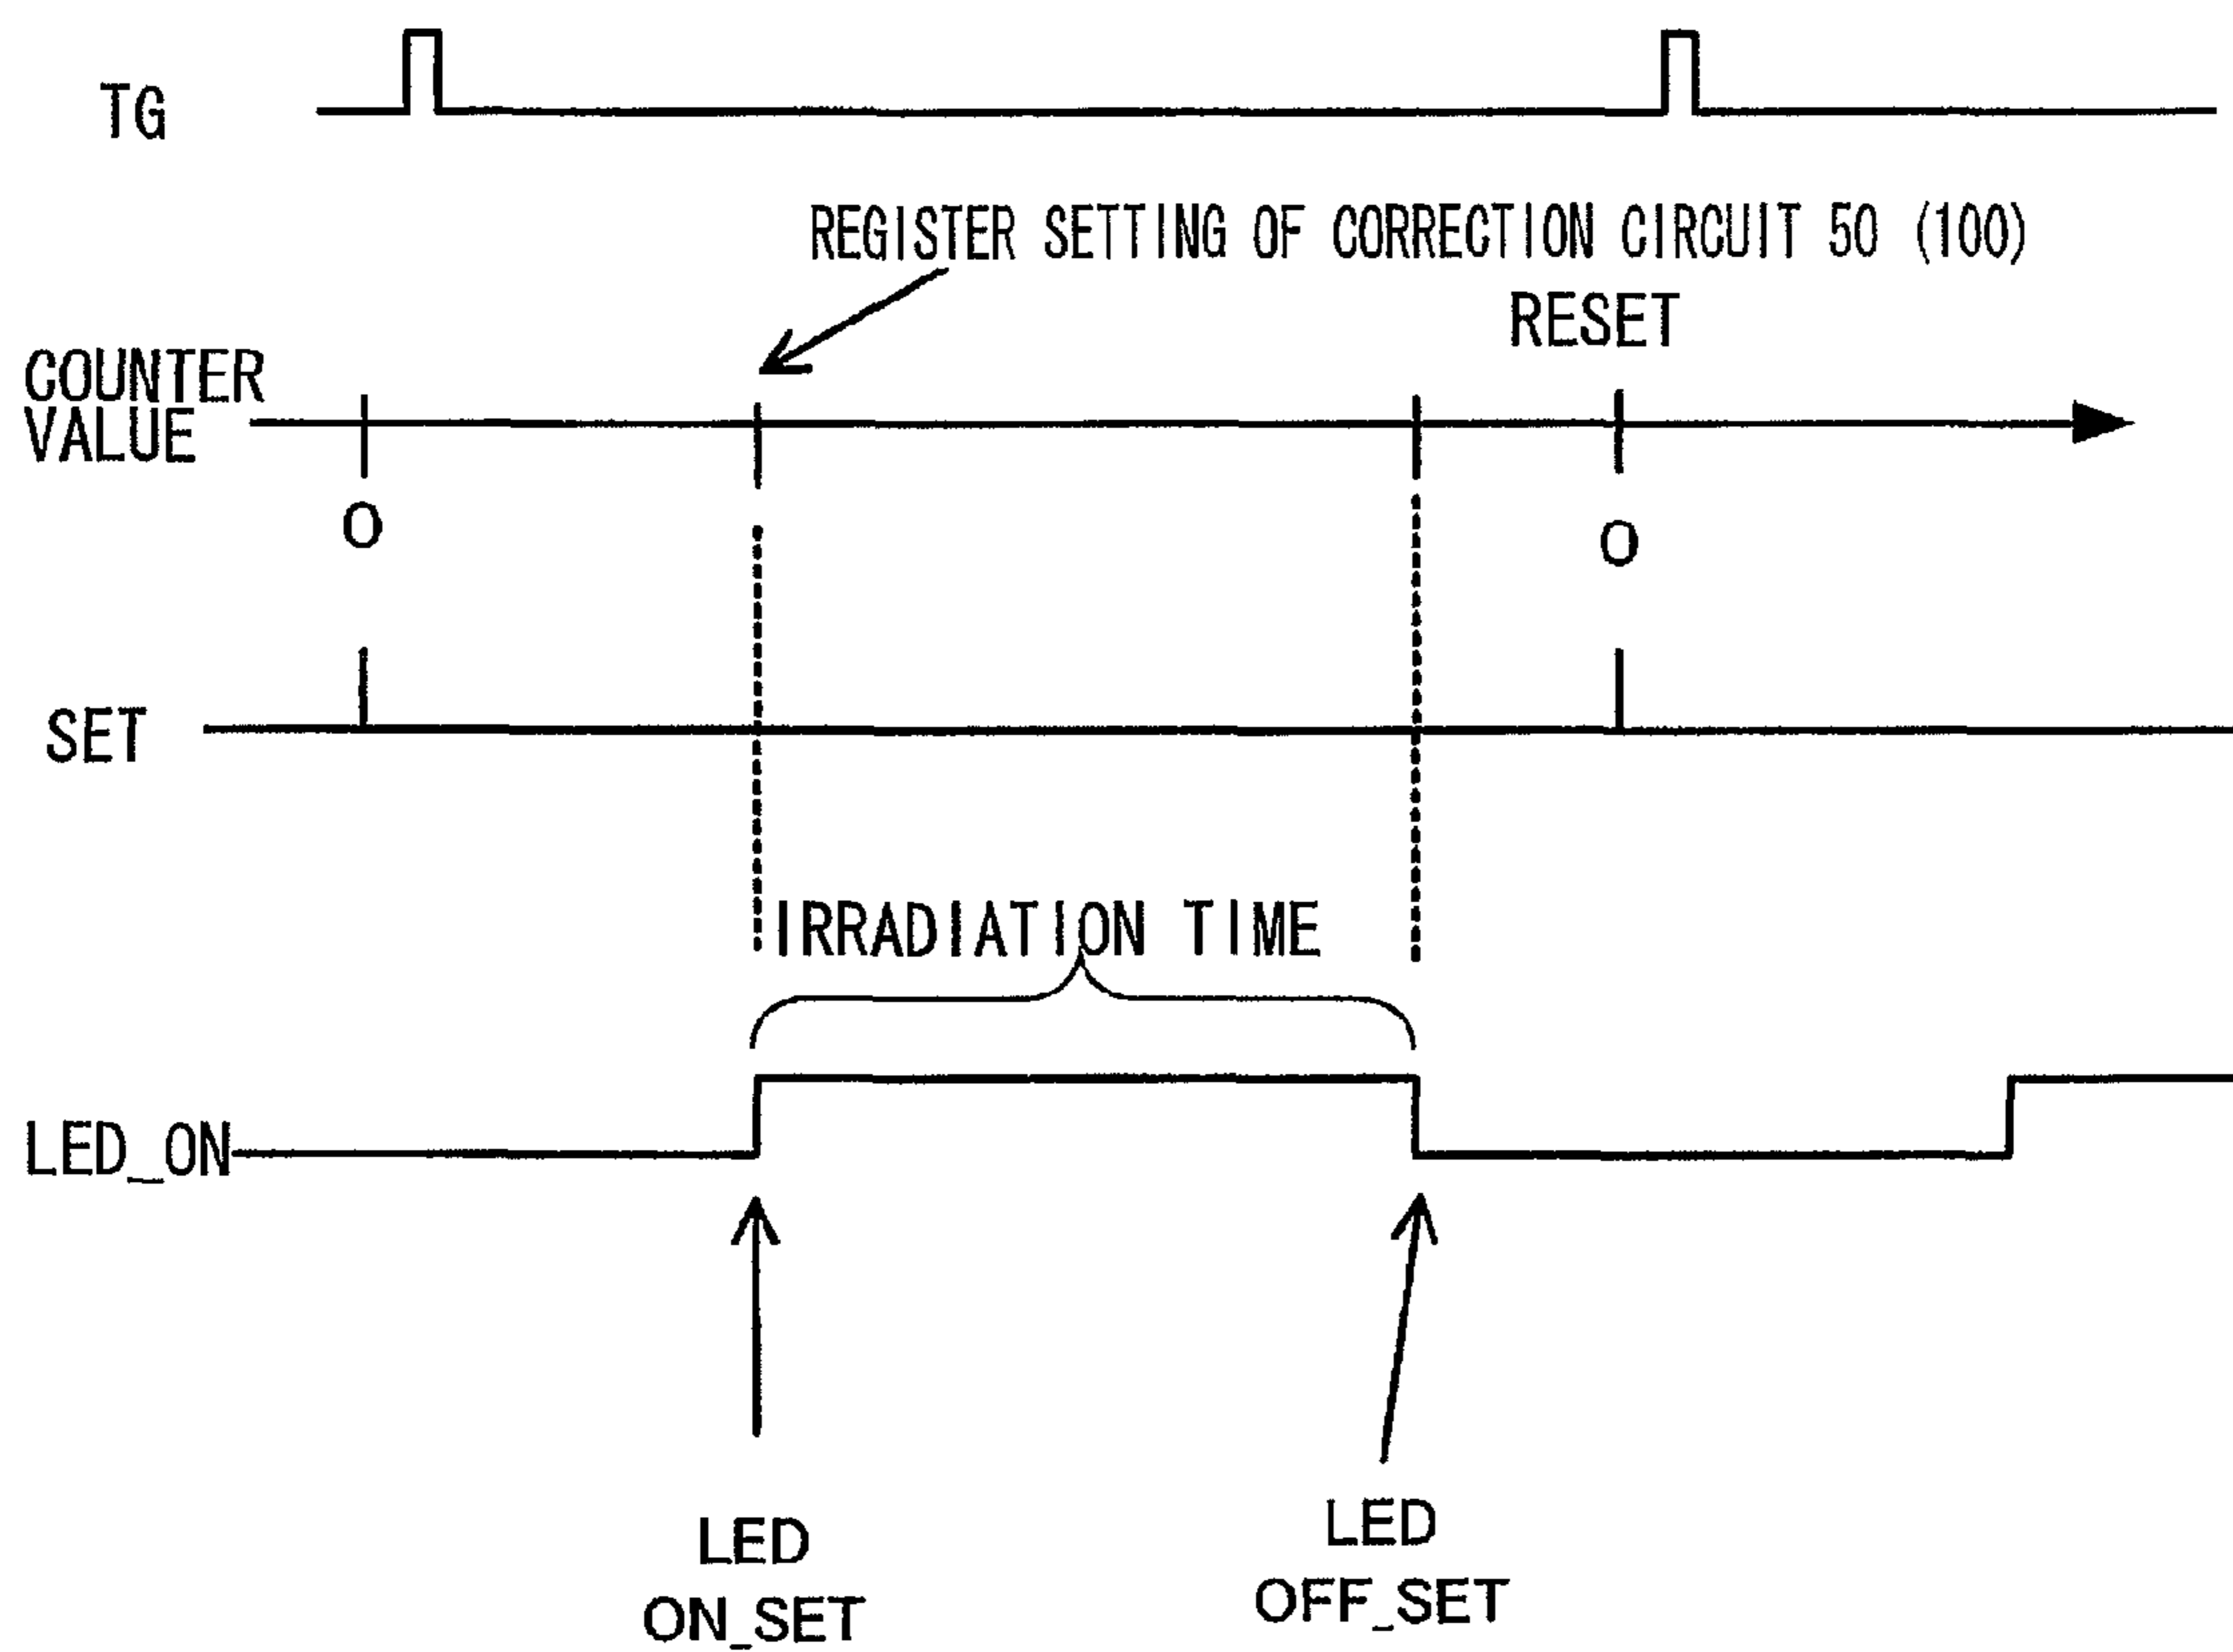 TG
REGISTER SETTING OF CORRECTION CIRCUIT 50 (100)
RESET
COUNTER
VALUE
0
0
SET
IRRADIATION TIME
LED_ON
LED
ON_SET
LED
OFF_SET